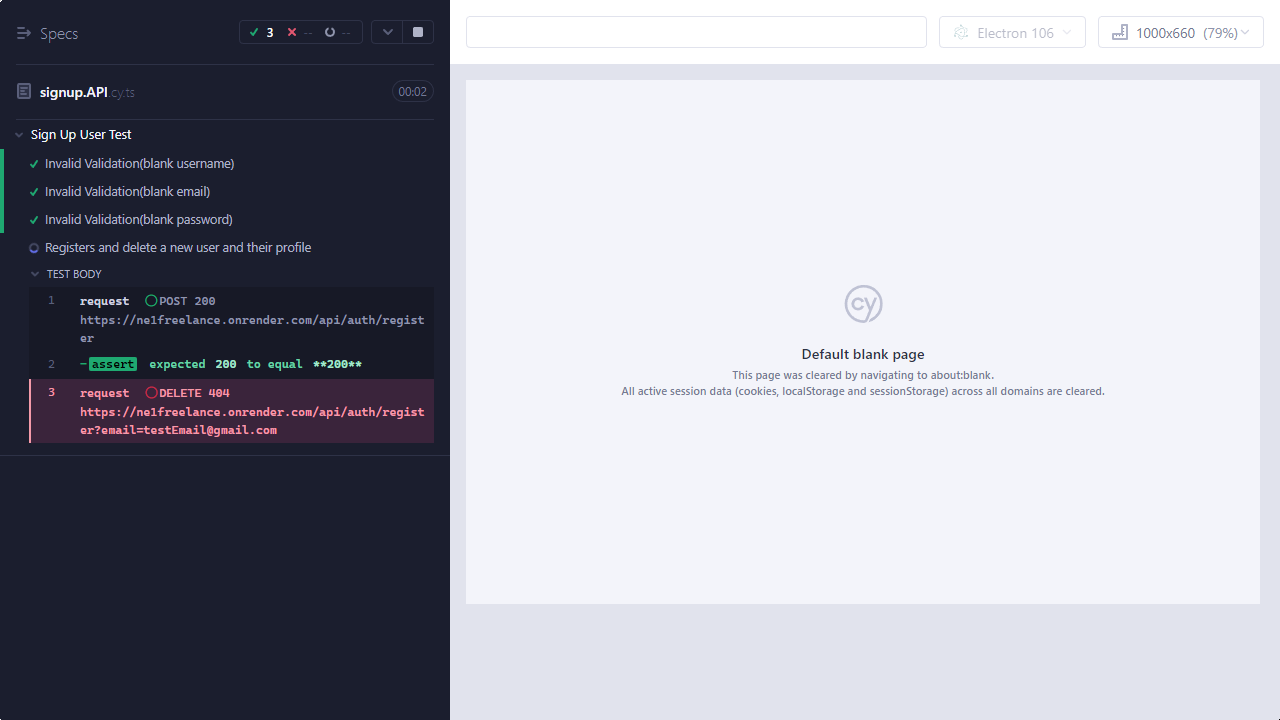 Specs
3 -- --
signup.API.cy.ts
00:02
Sign Up User Test
Invalid Validation(blank username)
Invalid Validation(blank email)
Invalid Validation(blank password)
Registers and delete a new user and their profile
TEST BODY
1 request POST 200
https://ne1freelance.onrender.com/api/auth/regist
er
2 -assert expected 200 to equal **200**
3 request DELETE 404
https://ne1freelance.onrender.com/api/auth/regist
er?email=testEmail@gmail.com
Electron 106
1000x660 (79%)
cy
Default blank page
This page was cleared by navigating to about:blank.
All active session data (cookies, localStorage and sessionStorage) across all domains are cleared.